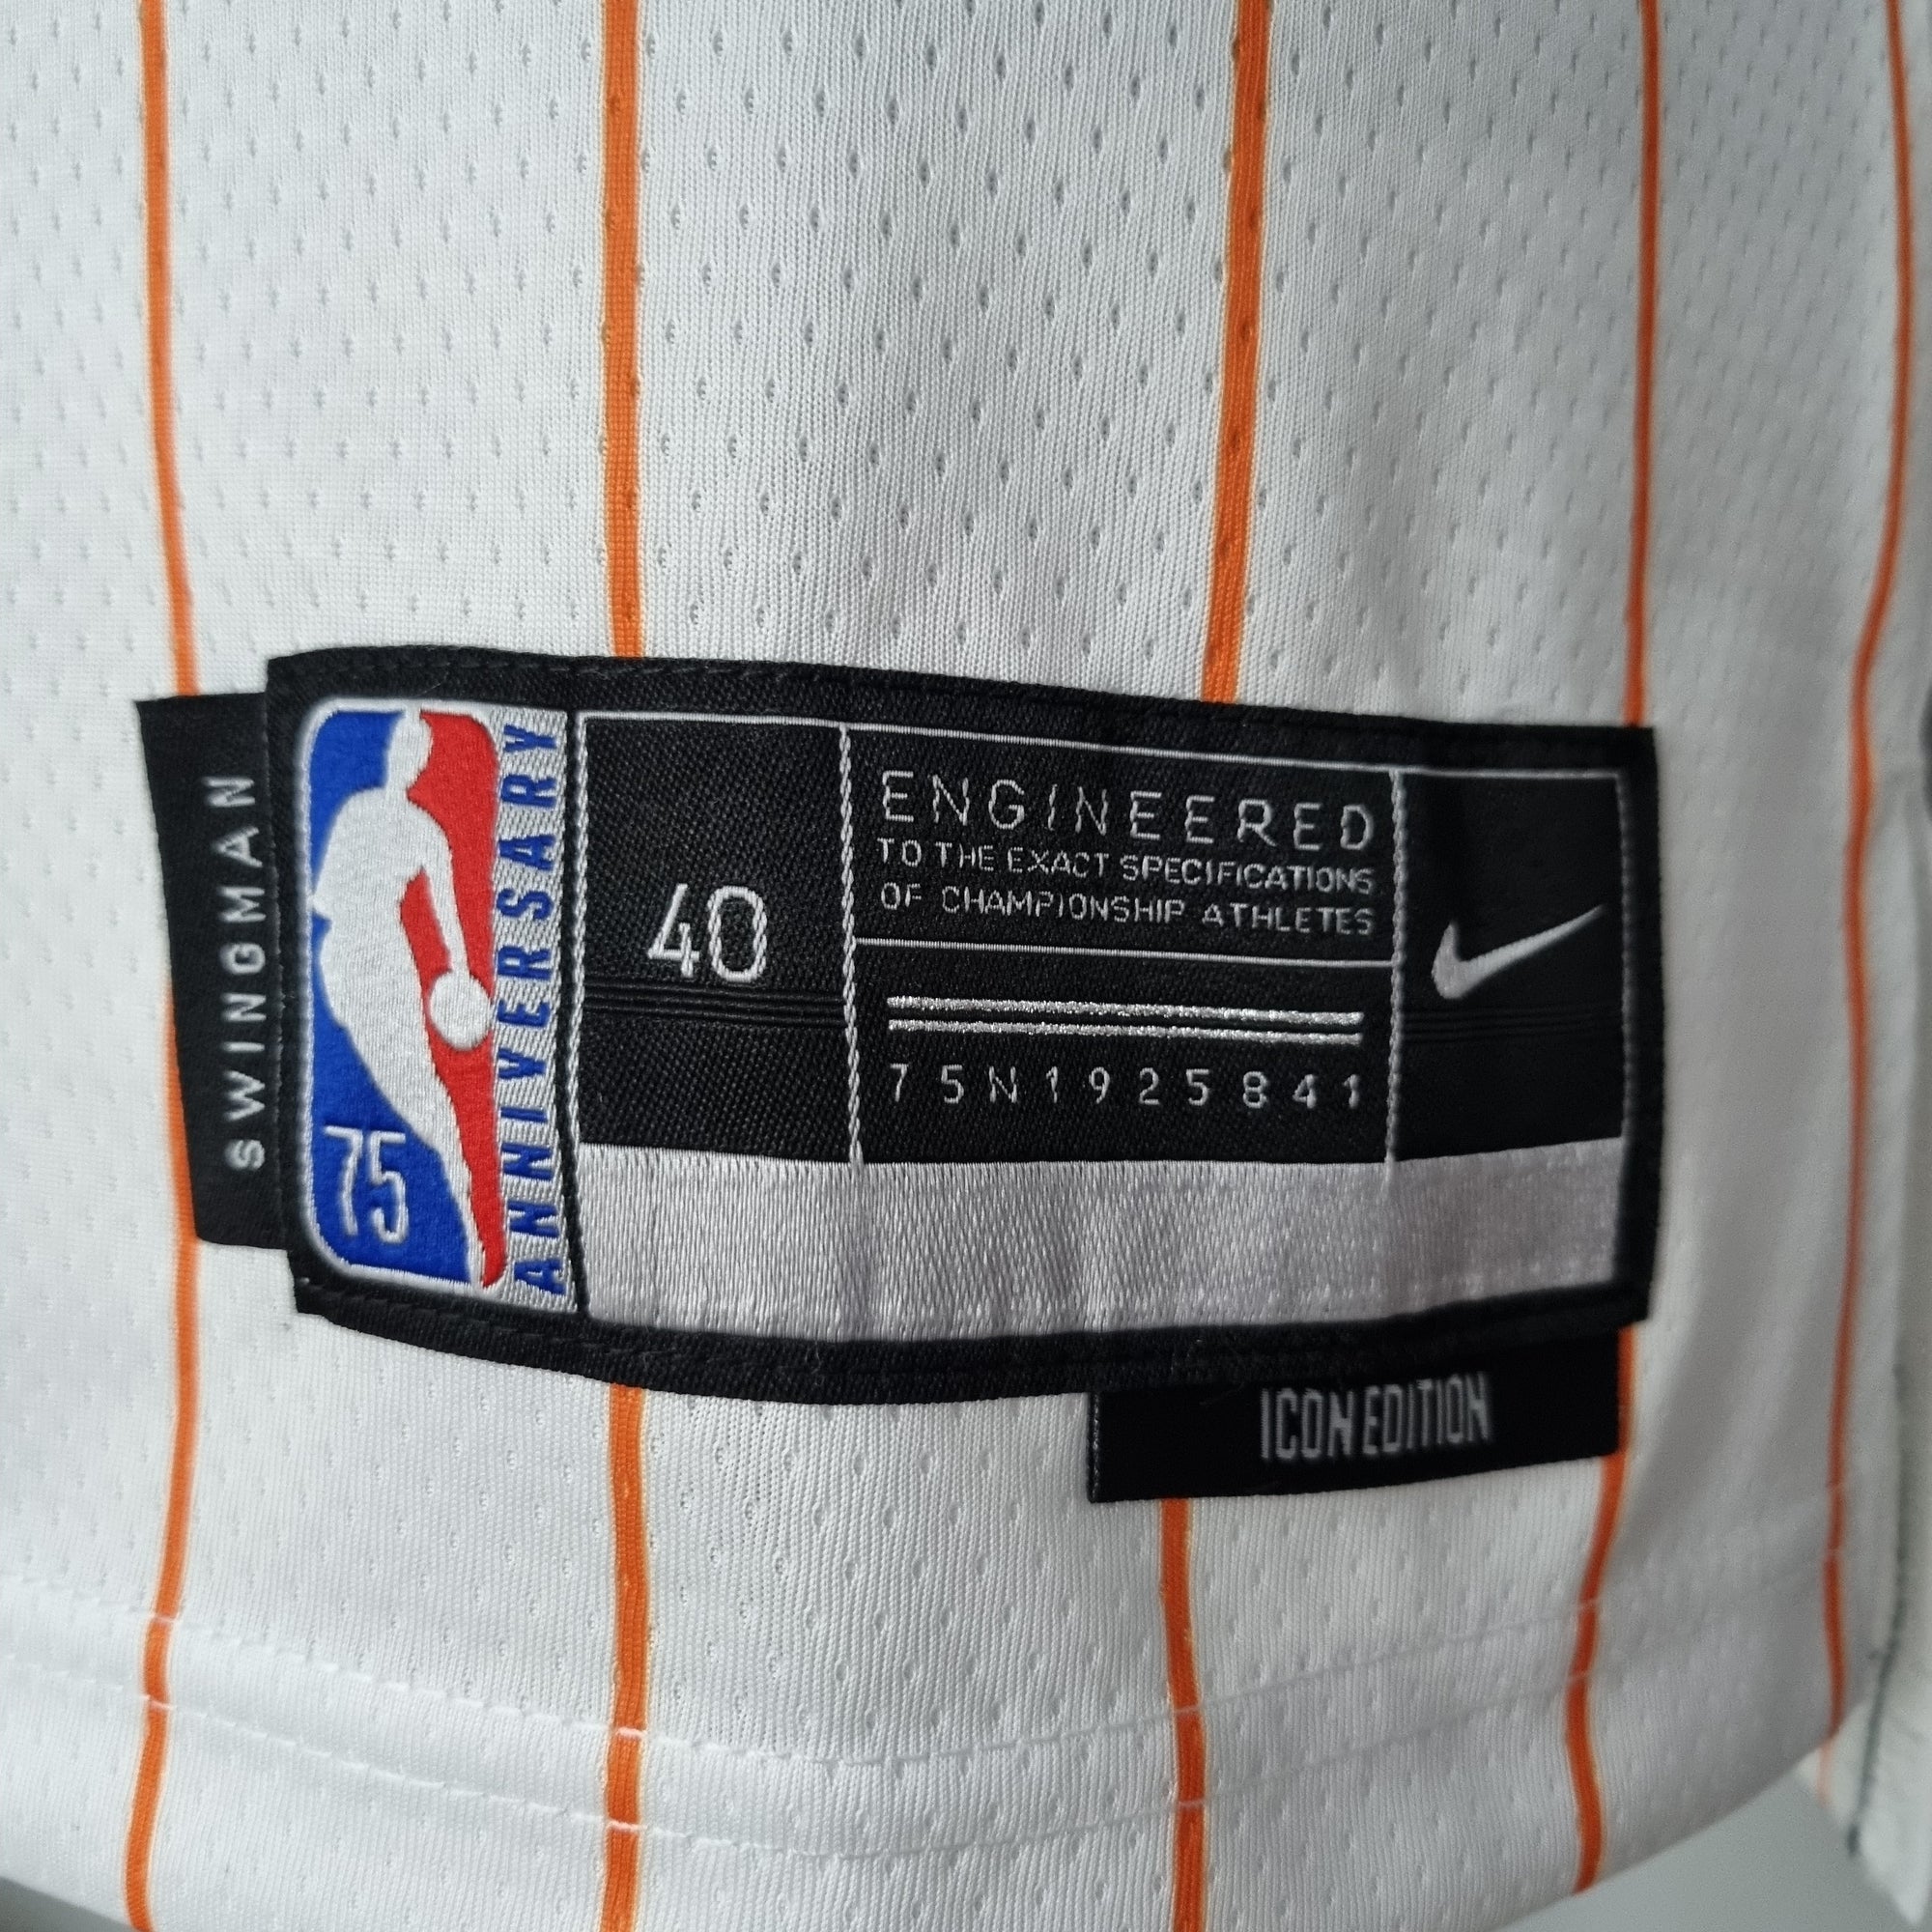 SWINGMAN
75
ANNIVERSARY
40
ENGINEERED
TO THE EXACT SPECIFICATIONS
OF CHAMPIONSHIP ATHLETES
75N1925841
ICON EDITION